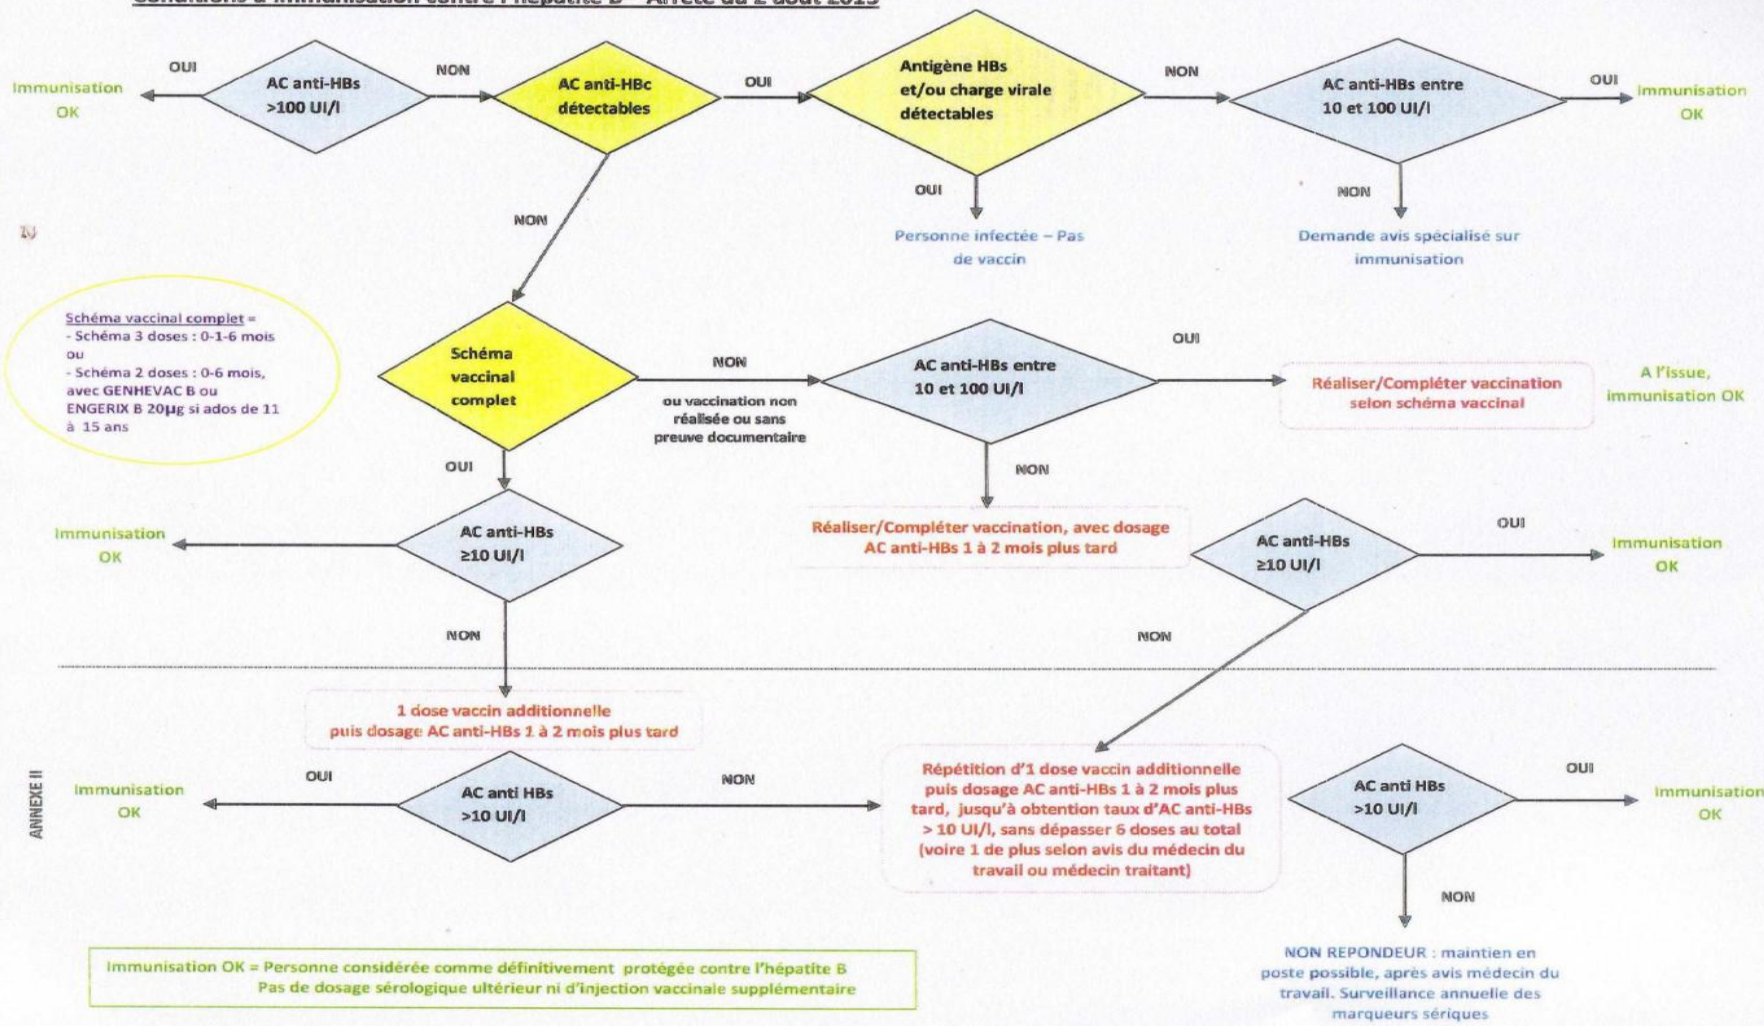 Conditions d'immunisation contre l'hépatite B – Arrêté du 2 août 2013
Immunisation
OK
OUI
AC anti-HBs
>100 UI/l
NON
AC anti-HBc
détectables
OUI
Antigène HBs
et/ou charge virale
détectables
NON
AC anti-HBs entre
10 et 100 UI/l
OUI
Immunisation
OK
NON
OUI
NON
Personne infectée – Pas
de vaccin
Demande avis spécialisé sur
immunisation
Schéma vaccinal complet =
- Schéma 3 doses : 0-1-6 mois
ou
- Schéma 2 doses : 0-6 mois,
avec GENHEVAC B ou
ENGERIX B 20µg si ados de 11
à 15 ans
Schéma
vaccinal
complet
NON
ou vaccination non
réalisée ou sans
preuve documentaire
AC anti-HBs entre
10 et 100 UI/l
OUI
Réaliser/Compléter vaccination
selon schéma vaccinal
A l'issue,
immunisation OK
OUI
NON
Immunisation
OK
AC anti-HBs
≥10 UI/l
Réaliser/Compléter vaccination, avec dosage
AC anti-HBs 1 à 2 mois plus tard
AC anti-HBs
≥10 UI/l
OUI
Immunisation
OK
NON
NON
1 dose vaccin additionnelle
puis dosage AC anti-HBs 1 à 2 mois plus tard
ANNEXE II
Immunisation
OK
OUI
AC anti HBs
>10 UI/l
NON
Répétition d'1 dose vaccin additionnelle
puis dosage AC anti-HBs 1 à 2 mois plus
tard, jusqu'à obtention taux d'AC anti-HBs
> 10 UI/l, sans dépasser 6 doses au total
(voire 1 de plus selon avis du médecin du
travail ou médecin traitant)
AC anti HBs
>10 UI/l
OUI
Immunisation
OK
NON
NON REPONDEUR : maintien en
poste possible, après avis médecin du
travail. Surveillance annuelle des
marqueurs sériques
Immunisation OK = Personne considérée comme définitivement protégée contre l'hépatite B
Pas de dosage sérologique ultérieur ni d'injection vaccinale supplémentaire